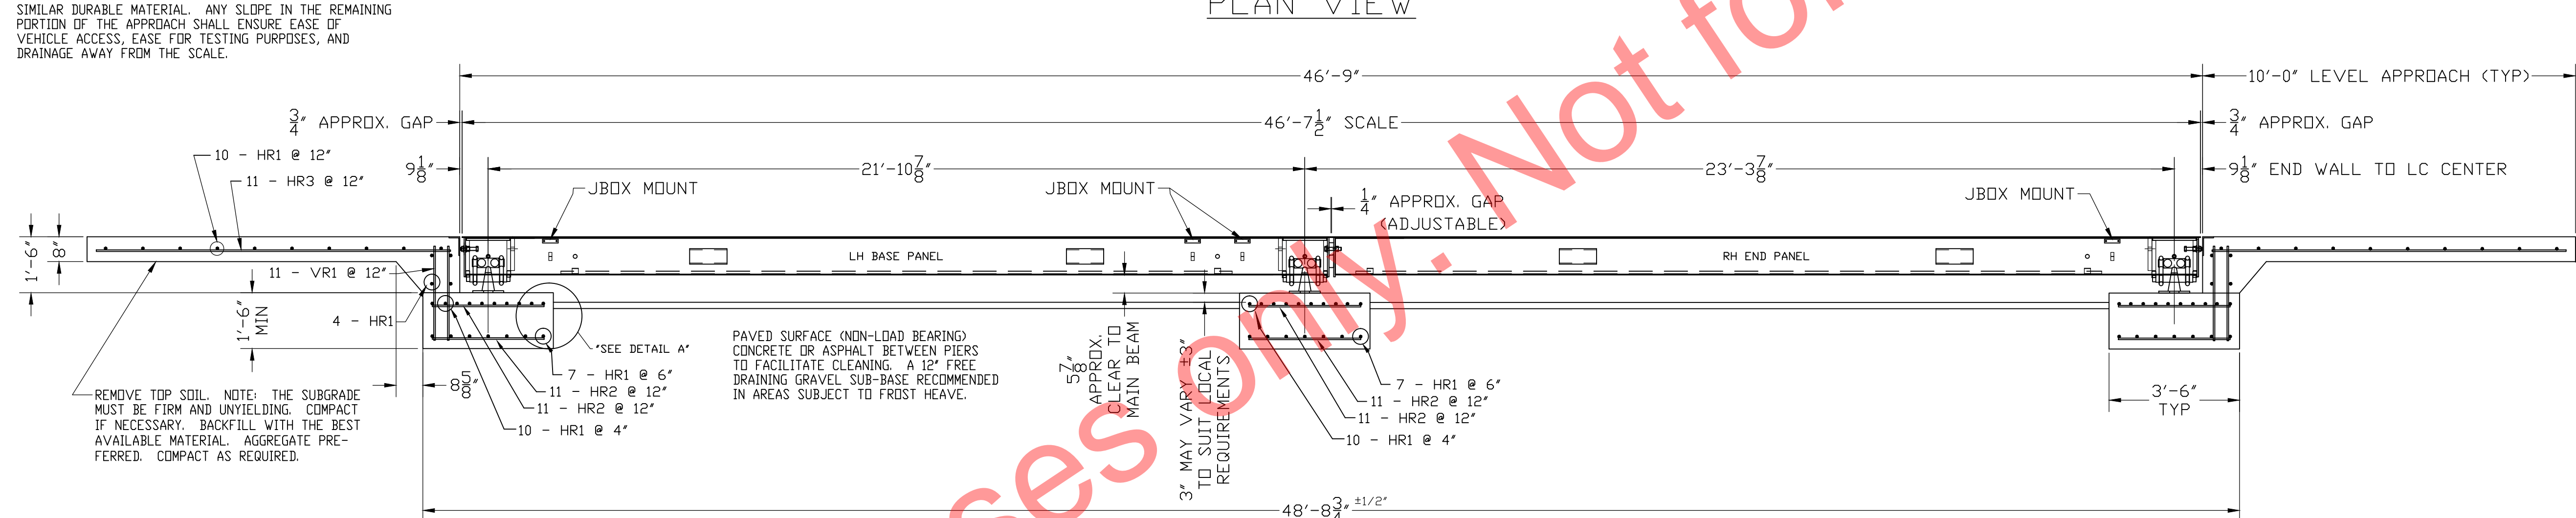 SIMILAR DURABLE MATERIAL. ANY SLOPE IN THE REMAINING
PORTION OF THE APPROACH SHALL ENSURE EASE OF
VEHICLE ACCESS, EASE FOR TESTING PURPOSES, AND
DRAINAGE AWAY FROM THE SCALE.
PLAN VIEW
46'-9"
10'-0" LEVEL APPROACH (TYP)
3/4" APPROX. GAP
46'-7 1/2" SCALE
3/4" APPROX. GAP
10 - HR1 @ 12"
11 - HR3 @ 12"
9 1/8"
21'-10 7/8"
23'-3 7/8"
9 1/8" END WALL TO LC CENTER
JBOX MOUNT
JBOX MOUNT
JBOX MOUNT
1/4" APPROX. GAP
(ADJUSTABLE)
1'-6"
8"
LH BASE PANEL
RH END PANEL
11 - VR1 @ 12"
1'-6"
MIN
4 - HR1
"SEE DETAIL A"
PAVED SURFACE (NON-LOAD BEARING)
CONCRETE OR ASPHALT BETWEEN PIERS
TO FACILITATE CLEANING. A 12" FREE
DRAINING GRAVEL SUB-BASE RECOMMENDED
IN AREAS SUBJECT TO FROST HEAVE.
5 7/8"
APPROX.
CLEAR TO
MAIN BEAM
3" MAY VARY ±3"
TO SUIT LOCAL
REQUIREMENTS
8 5/8"
7 - HR1 @ 6"
11 - HR2 @ 12"
11 - HR2 @ 12"
10 - HR1 @ 4"
7 - HR1 @ 6"
11 - HR2 @ 12"
11 - HR2 @ 12"
10 - HR1 @ 4"
3'-6"
TYP
REMOVE TOP SOIL. NOTE: THE SUBGRADE
MUST BE FIRM AND UNYIELDING. COMPACT
IF NECESSARY. BACKFILL WITH THE BEST
AVAILABLE MATERIAL. AGGREGATE PRE-
FERRED. COMPACT AS REQUIRED.
48'-8 3/4" ±1/2"
only. Not